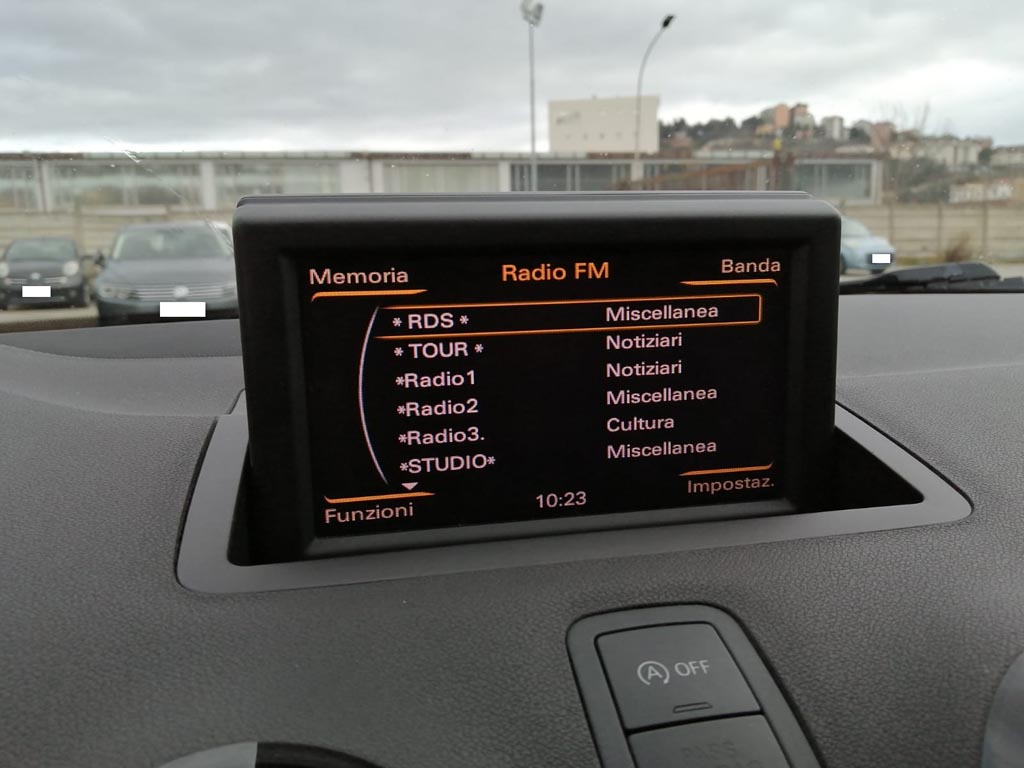 Memoria Radio FM Banda
* RDS * Miscellanea
* TOUR * Notiziari
*Radio1 Notiziari
*Radio2 Miscellanea
*Radio3. Cultura
*STUDIO* Miscellanea
Funzioni 10:23 Impostaz.
A OFF